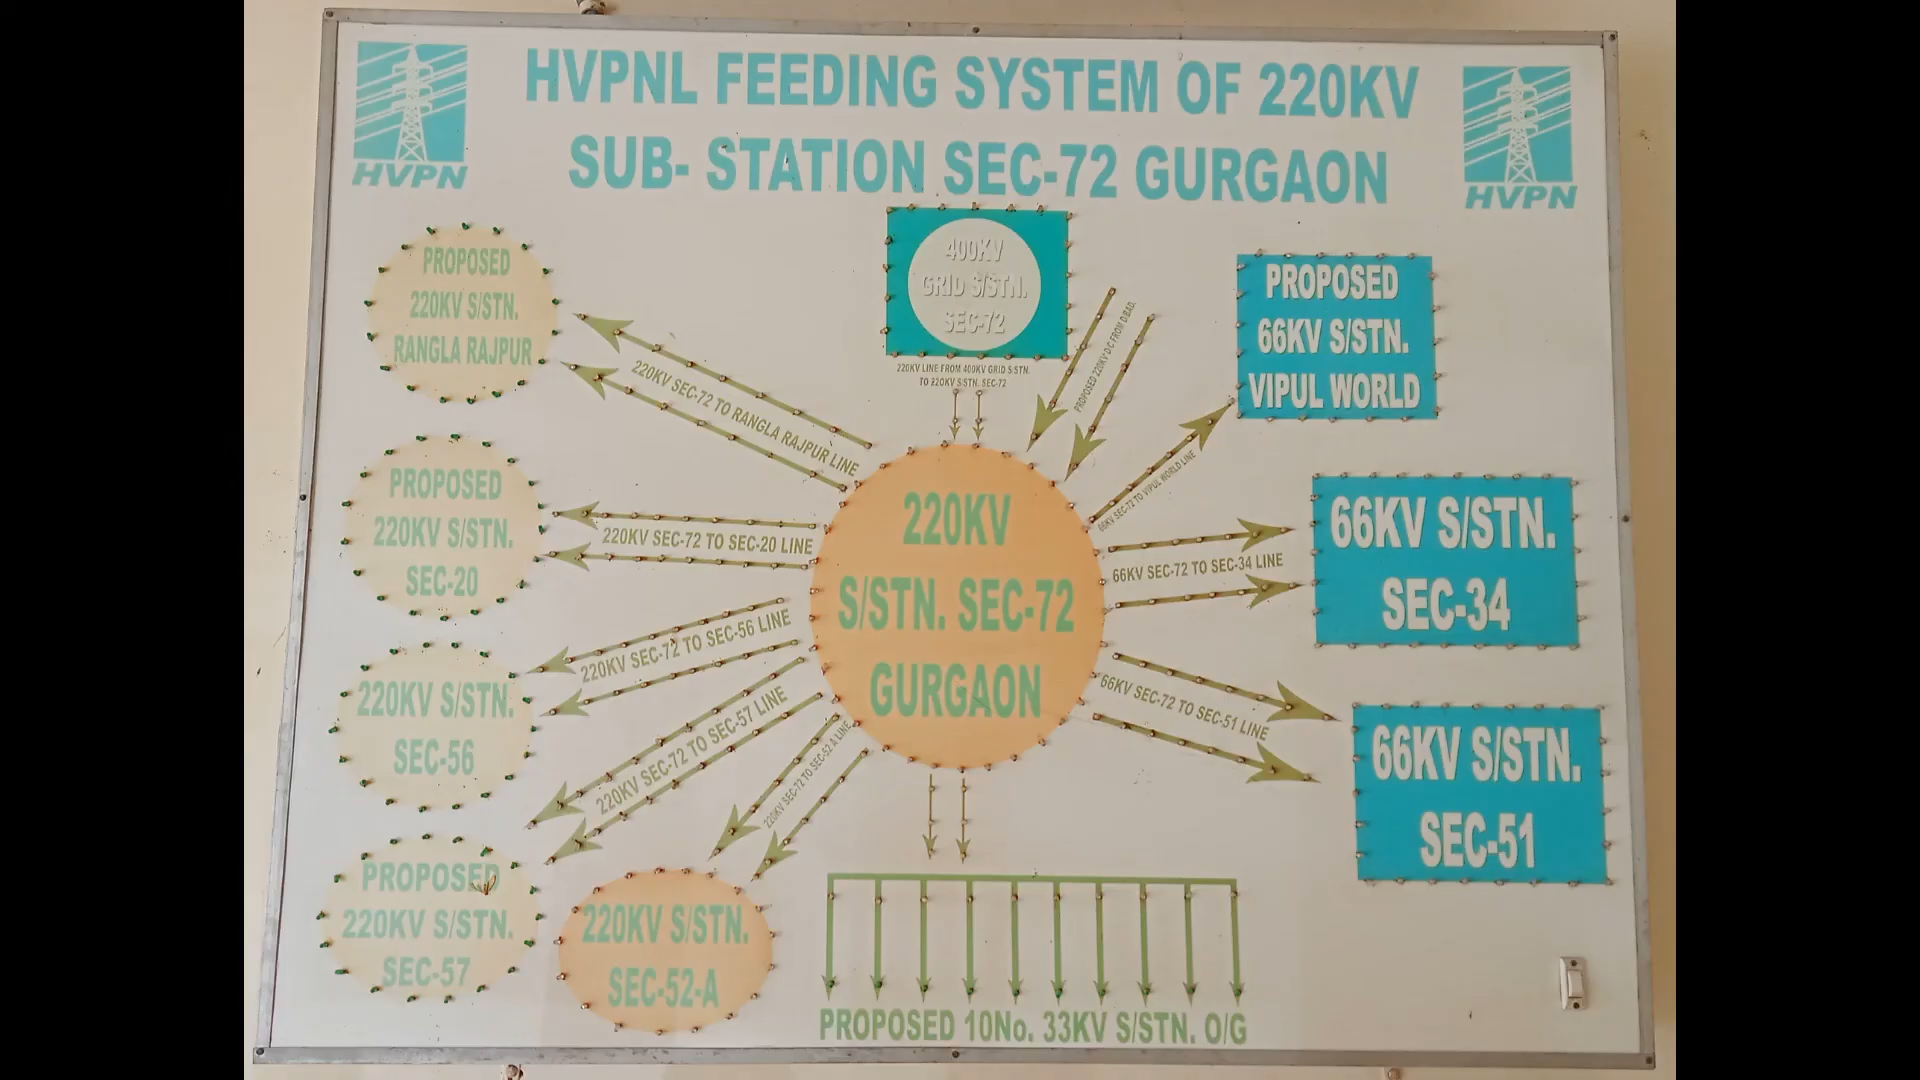 HVPNL FEEDING SYSTEM OF 220KV
SUB- STATION SEC-72 GURGAON
HVPN
HVPN
PROPOSED
220KV S/STN.
RANGLA RAJPUR
400KV
GRID S/STN.
SEC-72
220KV LINE FROM 400KV GRID S/STN.
TO 220KV S/STN. SEC-72
PROPOSED 220KV D/C FROM D/BAD.
PROPOSED
66KV S/STN.
VIPUL WORLD
220KV SEC-72 TO RANGLA RAJPUR LINE
66KV SEC-72 TO VIPUL WORLD LINE
PROPOSED
220KV S/STN.
SEC-20
220KV SEC-72 TO SEC-20 LINE
220KV
S/STN. SEC-72
GURGAON
66KV SEC-72 TO SEC-34 LINE
66KV S/STN.
SEC-34
220KV SEC-72 TO SEC-56 LINE
220KV S/STN.
SEC-56
220KV SEC-72 TO SEC-57 LINE
220KV SEC-72 TO SEC-52 A LINE
66KV SEC-72 TO SEC-51 LINE
66KV S/STN.
SEC-51
PROPOSED
220KV S/STN.
SEC-57
220KV S/STN.
SEC-52-A
PROPOSED 10No. 33KV S/STN. O/G